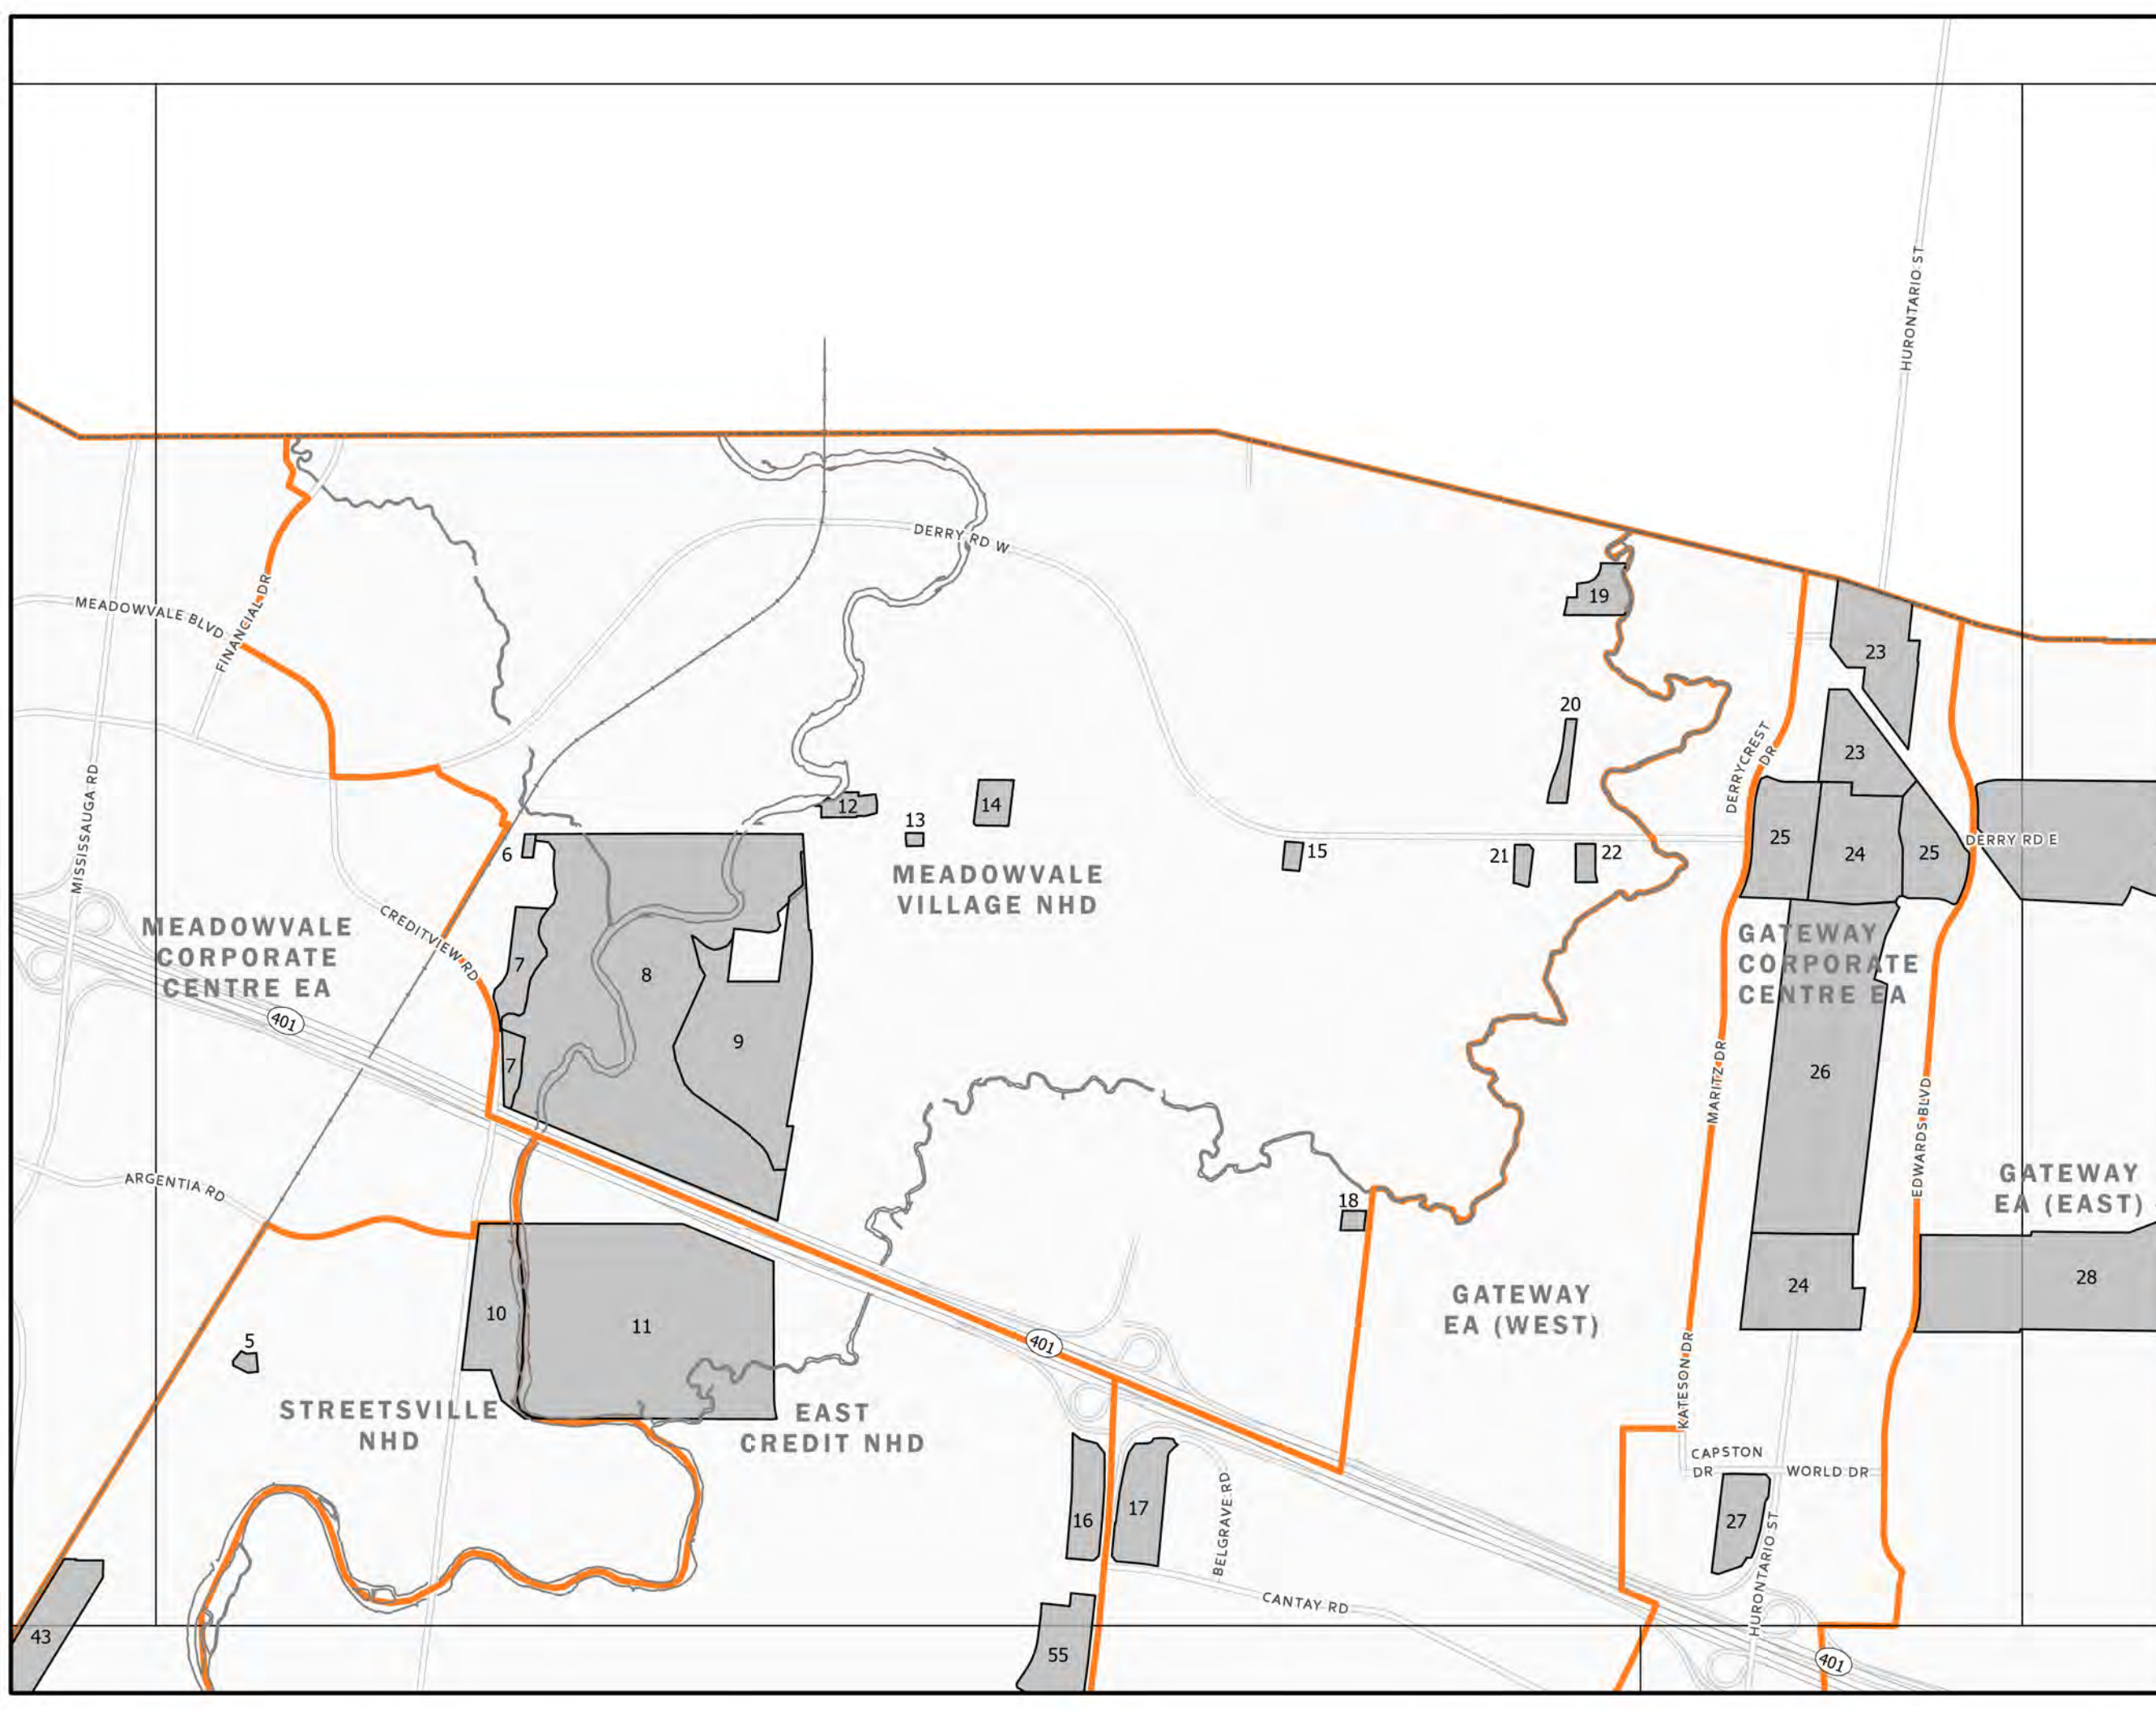 HURONTARIO ST
DERRY RD W
19
MEADOWVALE BLVD
FINANCIAL DR
23
20
23
DERRYCREST
DR
MISSISSAUGA RD
12
13
14
6
15
21
22
25
24
25
DERRY RD E
MEADOWVALE
VILLAGE NHD
CREDITVIEW RD
MEADOWVALE
CORPORATE
CENTRE EA
7
8
GATEWAY
CORPORATE
CENTRE EA
401
9
7
26
MARITZ DR
EDWARDS BLVD
ARGENTIA RD
18
GATEWAY
EA (EAST)
10
11
5
401
GATEWAY
EA (WEST)
24
28
KATESON DR
STREETSVILLE
NHD
EAST
CREDIT NHD
CAPSTON
DR
WORLD DR
16
17
BELGRAVE RD
27
HURONTARIO ST
CANTAY RD
43
55
401